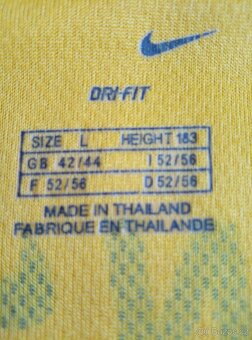 DRI-FIT
SIZE L HEIGHT 183
GB 42/44 I 52/56
F 52/56 D 52/56
MADE IN THAILAND
FABRIQUE EN THAILANDE